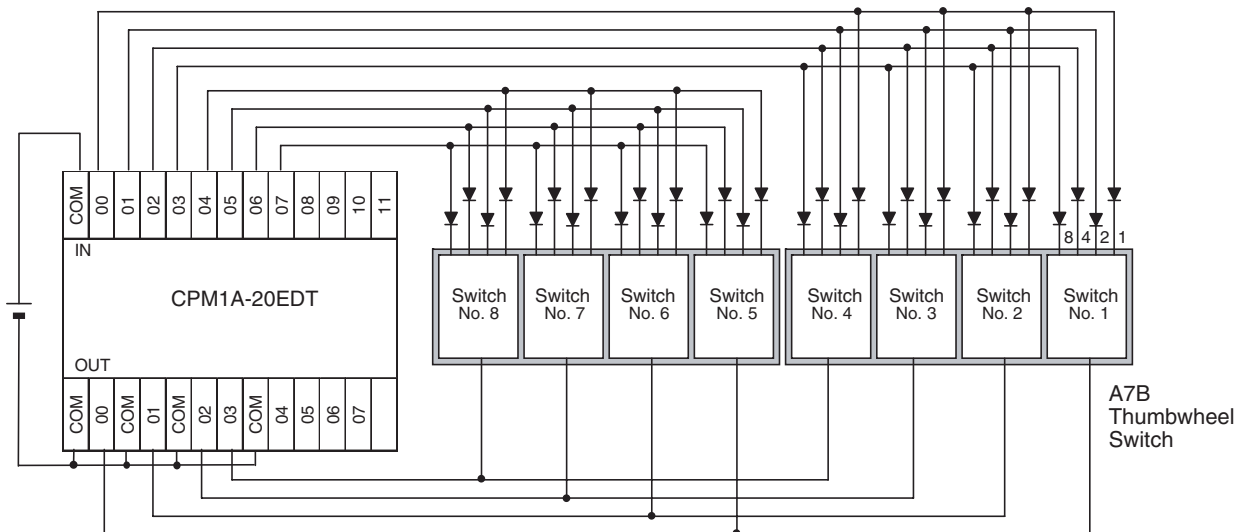 8 4 2 1
COM 00 01 02 03 04 05 06 07 08 09 10 11
IN
CPM1A-20EDT
OUT
COM 00 COM 01 COM 02 03 COM 04 05 06 07
Switch No. 8
Switch No. 7
Switch No. 6
Switch No. 5
Switch No. 4
Switch No. 3
Switch No. 2
Switch No. 1
A7B
Thumbwheel
Switch